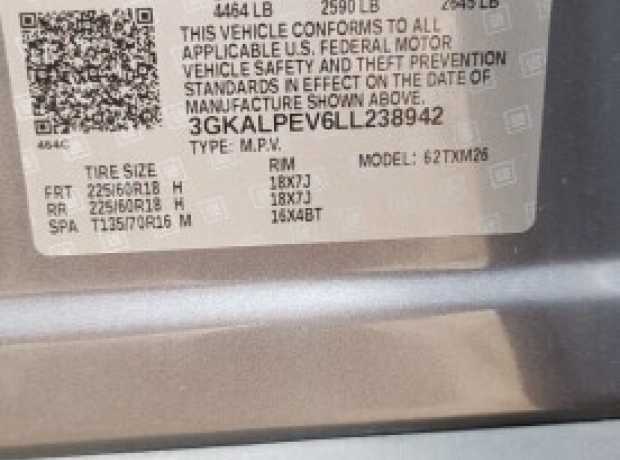 4464 LB 2590 LB 2645 LB
THIS VEHICLE CONFORMS TO ALL
APPLICABLE U.S. FEDERAL MOTOR
VEHICLE SAFETY AND THEFT PREVENTION
STANDARDS IN EFFECT ON THE DATE OF
MANUFACTURE SHOWN ABOVE.
464C
3GKALPEV6LL238942
TYPE: M.P.V.
MODEL: 62TXM26
TIRE SIZE RIM
FRT 225/60R18 H 18X7J
RR 225/60R18 H 18X7J
SPA T135/70R16 M 16X4BT